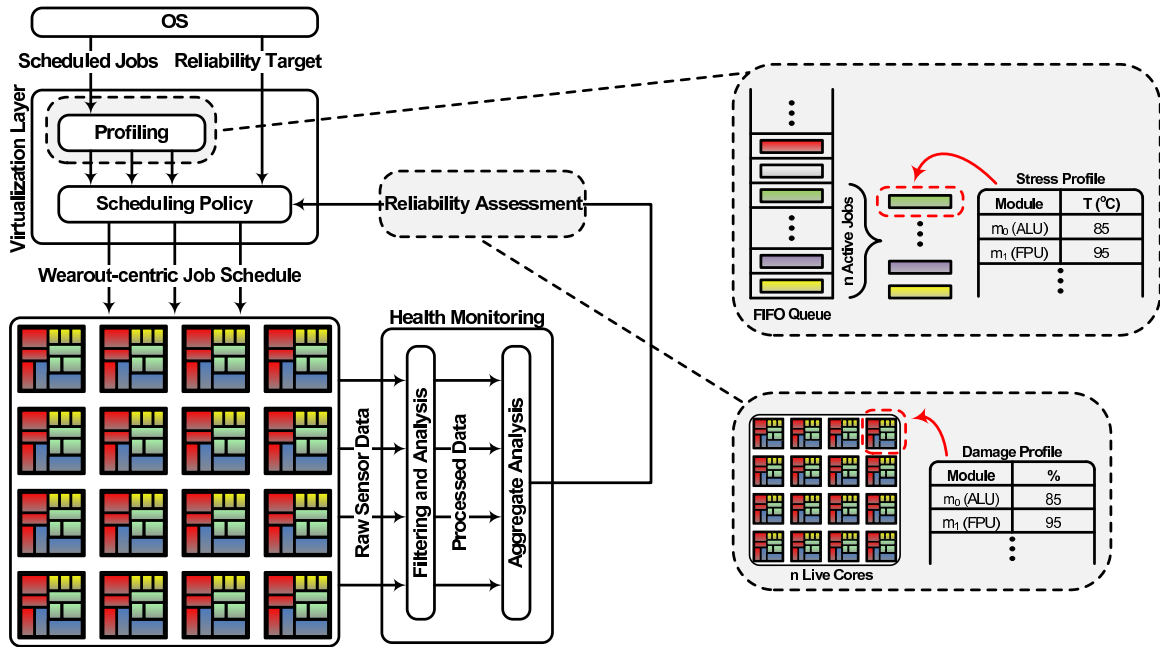 OS
Scheduled Jobs
Reliability Target
Virtualization Layer
Profiling
Scheduling Policy
Reliability Assessment
Wearout-centric Job Schedule
Health Monitoring
Raw Sensor Data
Filtering and Analysis
Processed Data
Aggregate Analysis
FIFO Queue
n Active Jobs
Stress Profile
Module T (°C)
m₀ (ALU) 85
m₁ (FPU) 95
n Live Cores
Damage Profile
Module %
m₀ (ALU) 85
m₁ (FPU) 95